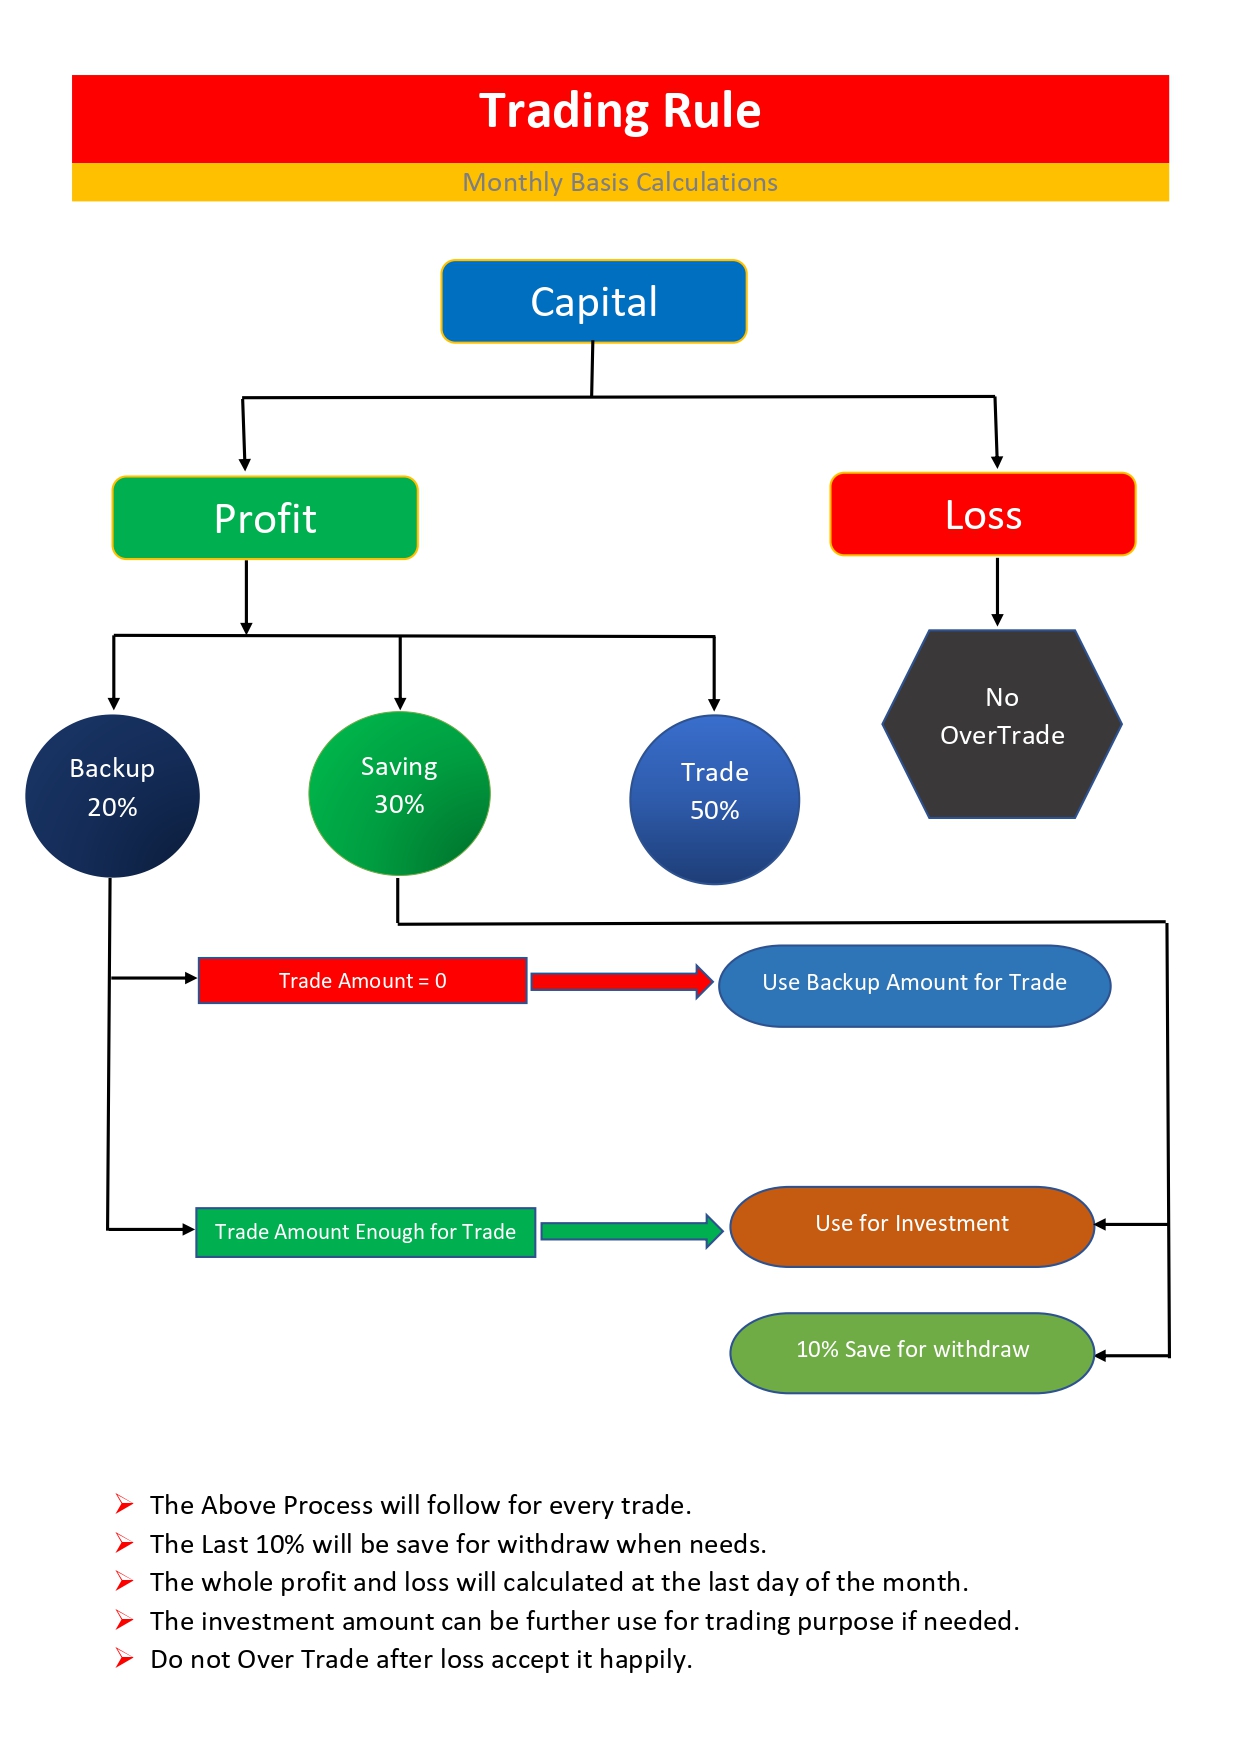 Trading Rule
Monthly Basis Calculations
Capital
Profit
Loss
No
OverTrade
Backup
20%
Saving
30%
Trade
50%
Trade Amount = 0
Use Backup Amount for Trade
Trade Amount Enough for Trade
Use for Investment
10% Save for withdraw
The Above Process will follow for every trade.
The Last 10% will be save for withdraw when needs.
The whole profit and loss will calculated at the last day of the month.
The investment amount can be further use for trading purpose if needed.
Do not Over Trade after loss accept it happily.